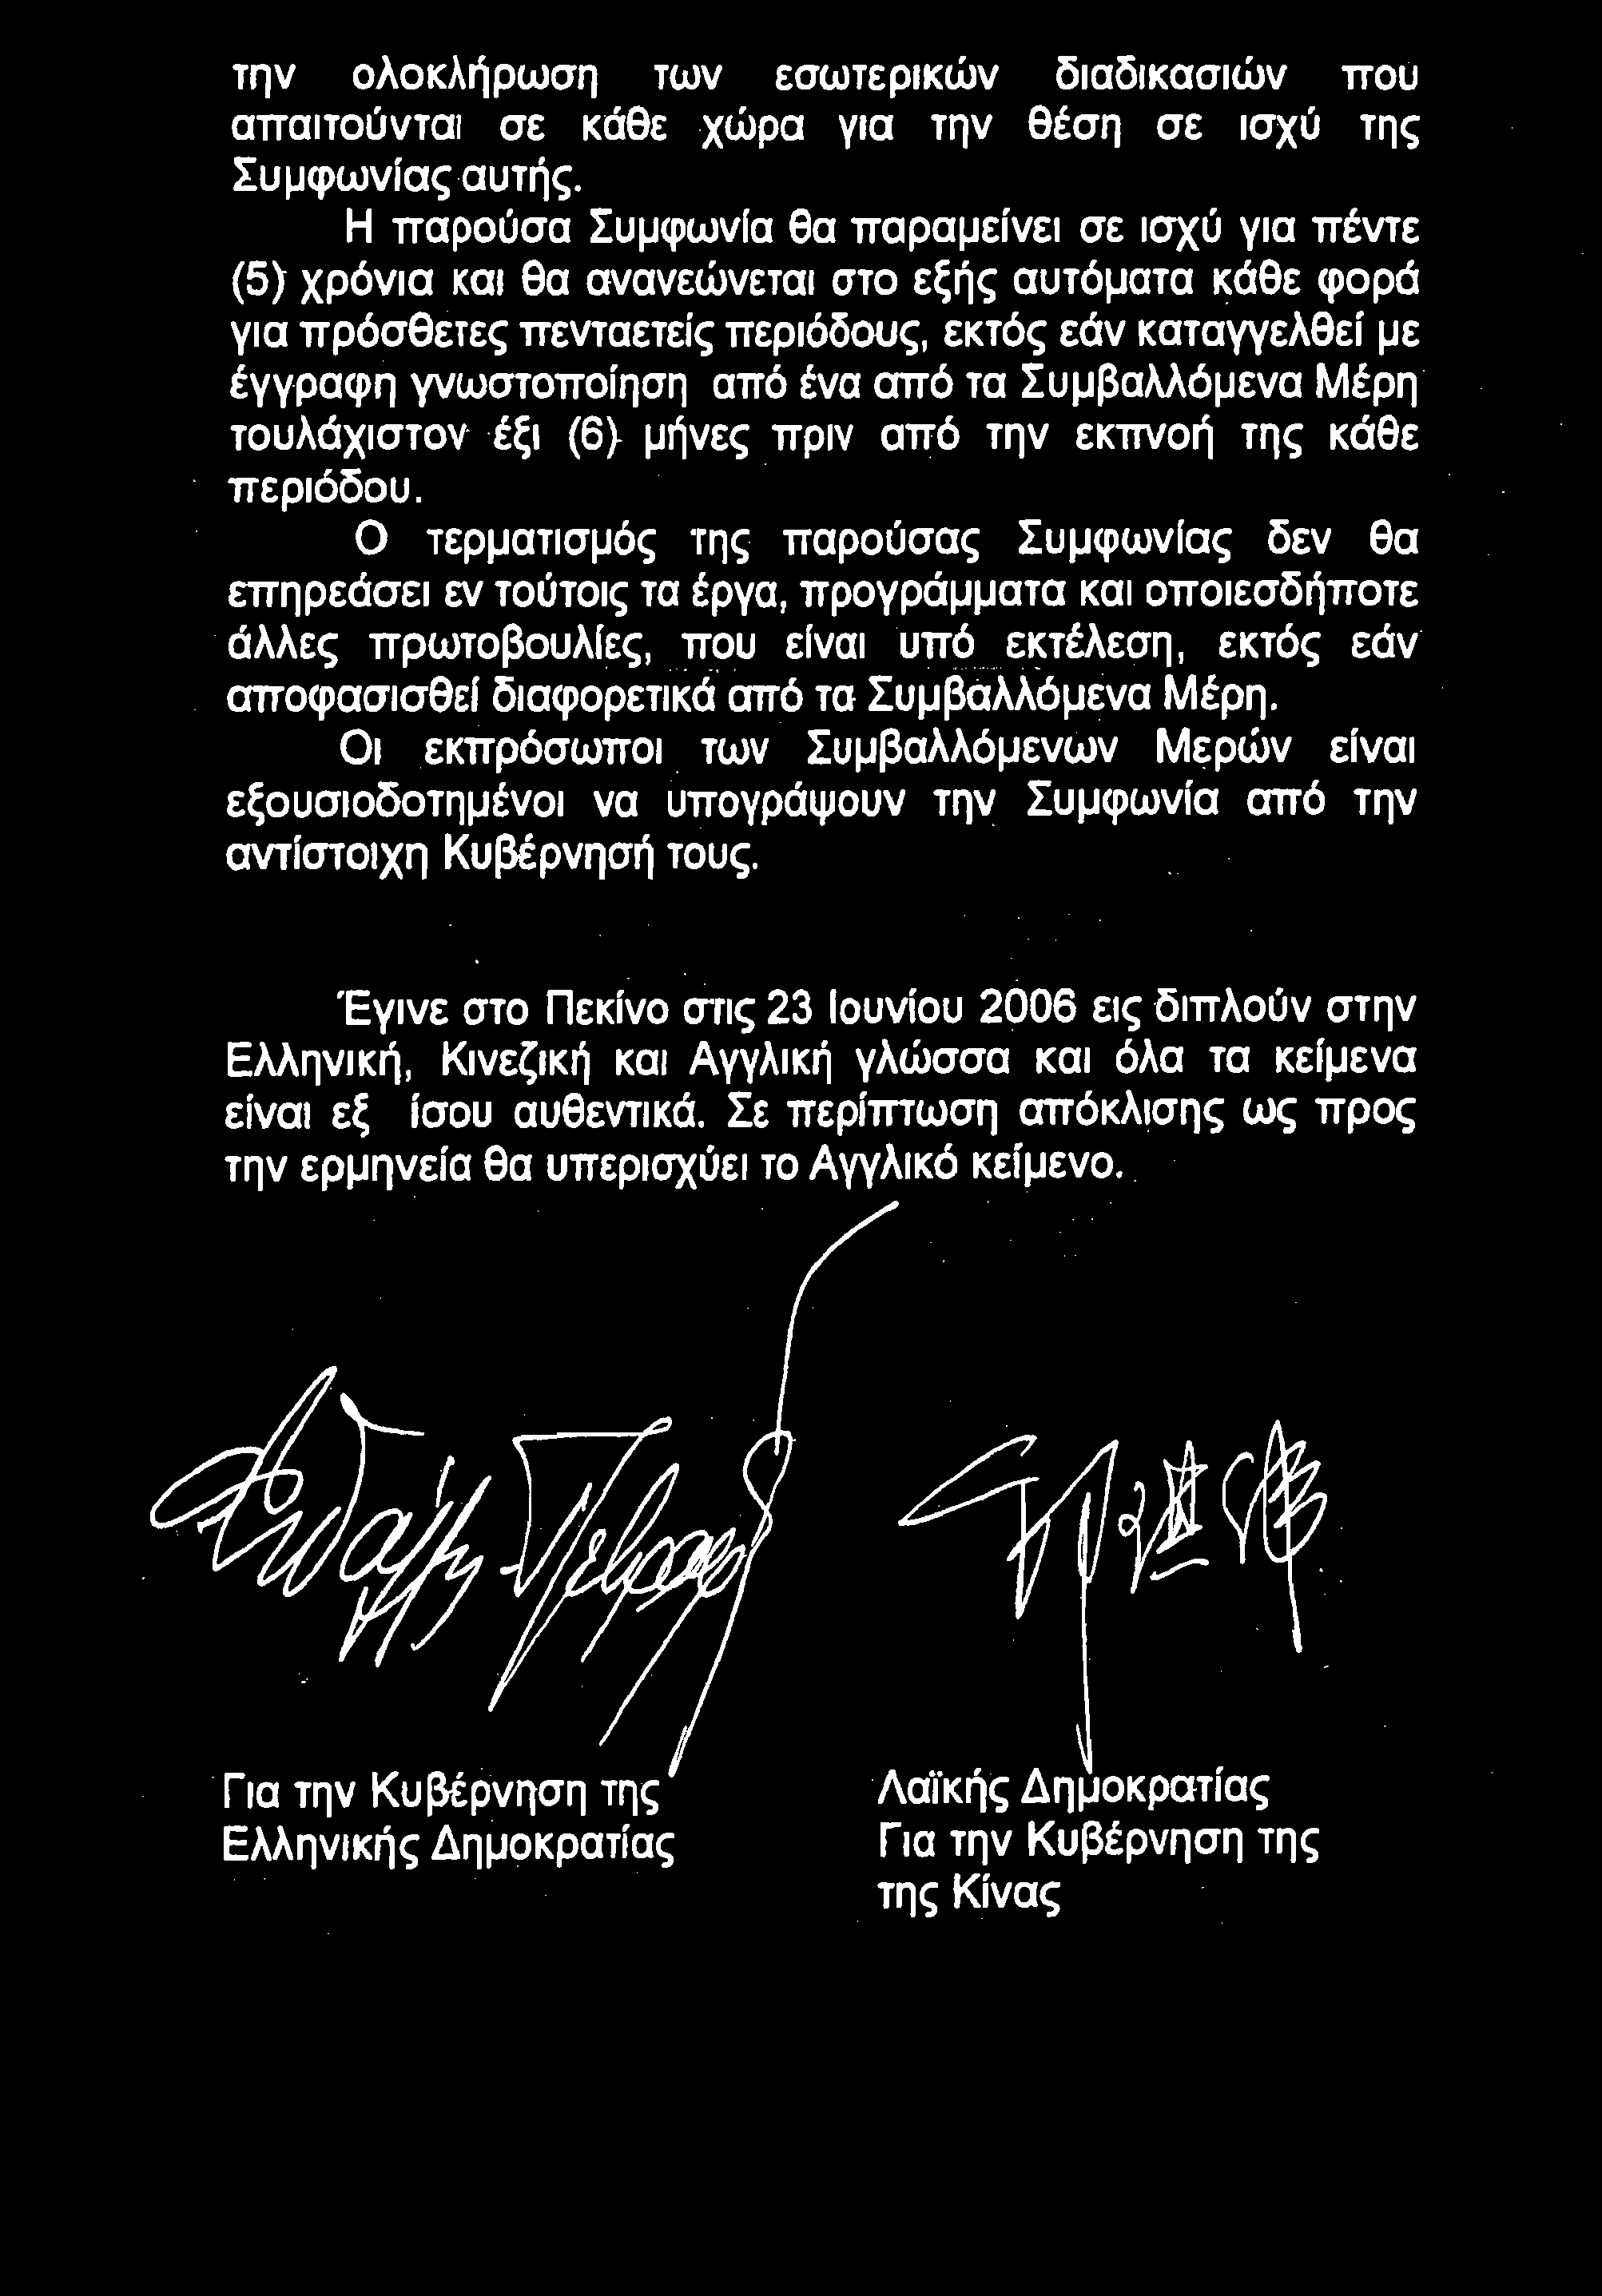 την ολοκλήρωση των εσωτερικών διαδικασιών που
απαιτούνται σε κάθε χώρα για την θέση σε ισχύ της
Συμφωνίας αυτής.
Η παρούσα Συμφωνία θα παραμείνει σε ισχύ για πέντε
(5) χρόνια και θα ανανεώνεται στο εξής αυτόματα κάθε φορά
για πρόσθετες πενταετείς περιόδους, εκτός εάν καταγγελθεί με
έγγραφη γνωστοποίηση από ένα από τα Συμβαλλόμενα Μέρη
τουλάχιστον έξι (6) μήνες πριν από την εκπνοή της κάθε
περιόδου.
Ο τερματισμός της παρούσας Συμφωνίας δεν θα
επηρεάσει εν τούτοις τα έργα, προγράμματα και οποιεσδήποτε
άλλες πρωτοβουλίες, που είναι υπό εκτέλεση, εκτός εάν
αποφασισθεί διαφορετικά από τα Συμβαλλόμενα Μέρη.
Οι εκπρόσωποι των Συμβαλλόμενων Μερών είναι
εξουσιοδοτημένοι να υπογράψουν την Συμφωνία από την
αντίστοιχη Κυβέρνησή τους.
Έγινε στο Πεκίνο στις 23 Ιουνίου 2006 εις διπλούν στην
Ελληνική, Κινεζική και Αγγλική γλώσσα και όλα τα κείμενα
είναι εξ ίσου αυθεντικά. Σε περίπτωση απόκλισης ως προς
την ερμηνεία θα υπερισχύει το Αγγλικό κείμενο.
Για την Κυβέρνηση της
Ελληνικής Δημοκρατίας
Λαϊκής Δημοκρατίας
Για την Κυβέρνηση της
της Κίνας